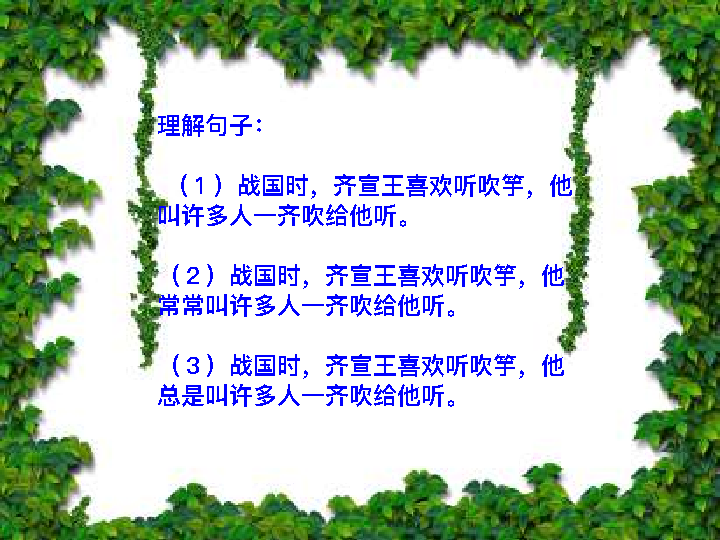 理解句子：
（1）战国时，齐宣王喜欢听吹竽，他
叫许多人一齐吹给他听。
（2）战国时，齐宣王喜欢听吹竽，他
常常叫许多人一齐吹给他听。
（3）战国时，齐宣王喜欢听吹竽，他
总是叫许多人一齐吹给他听。